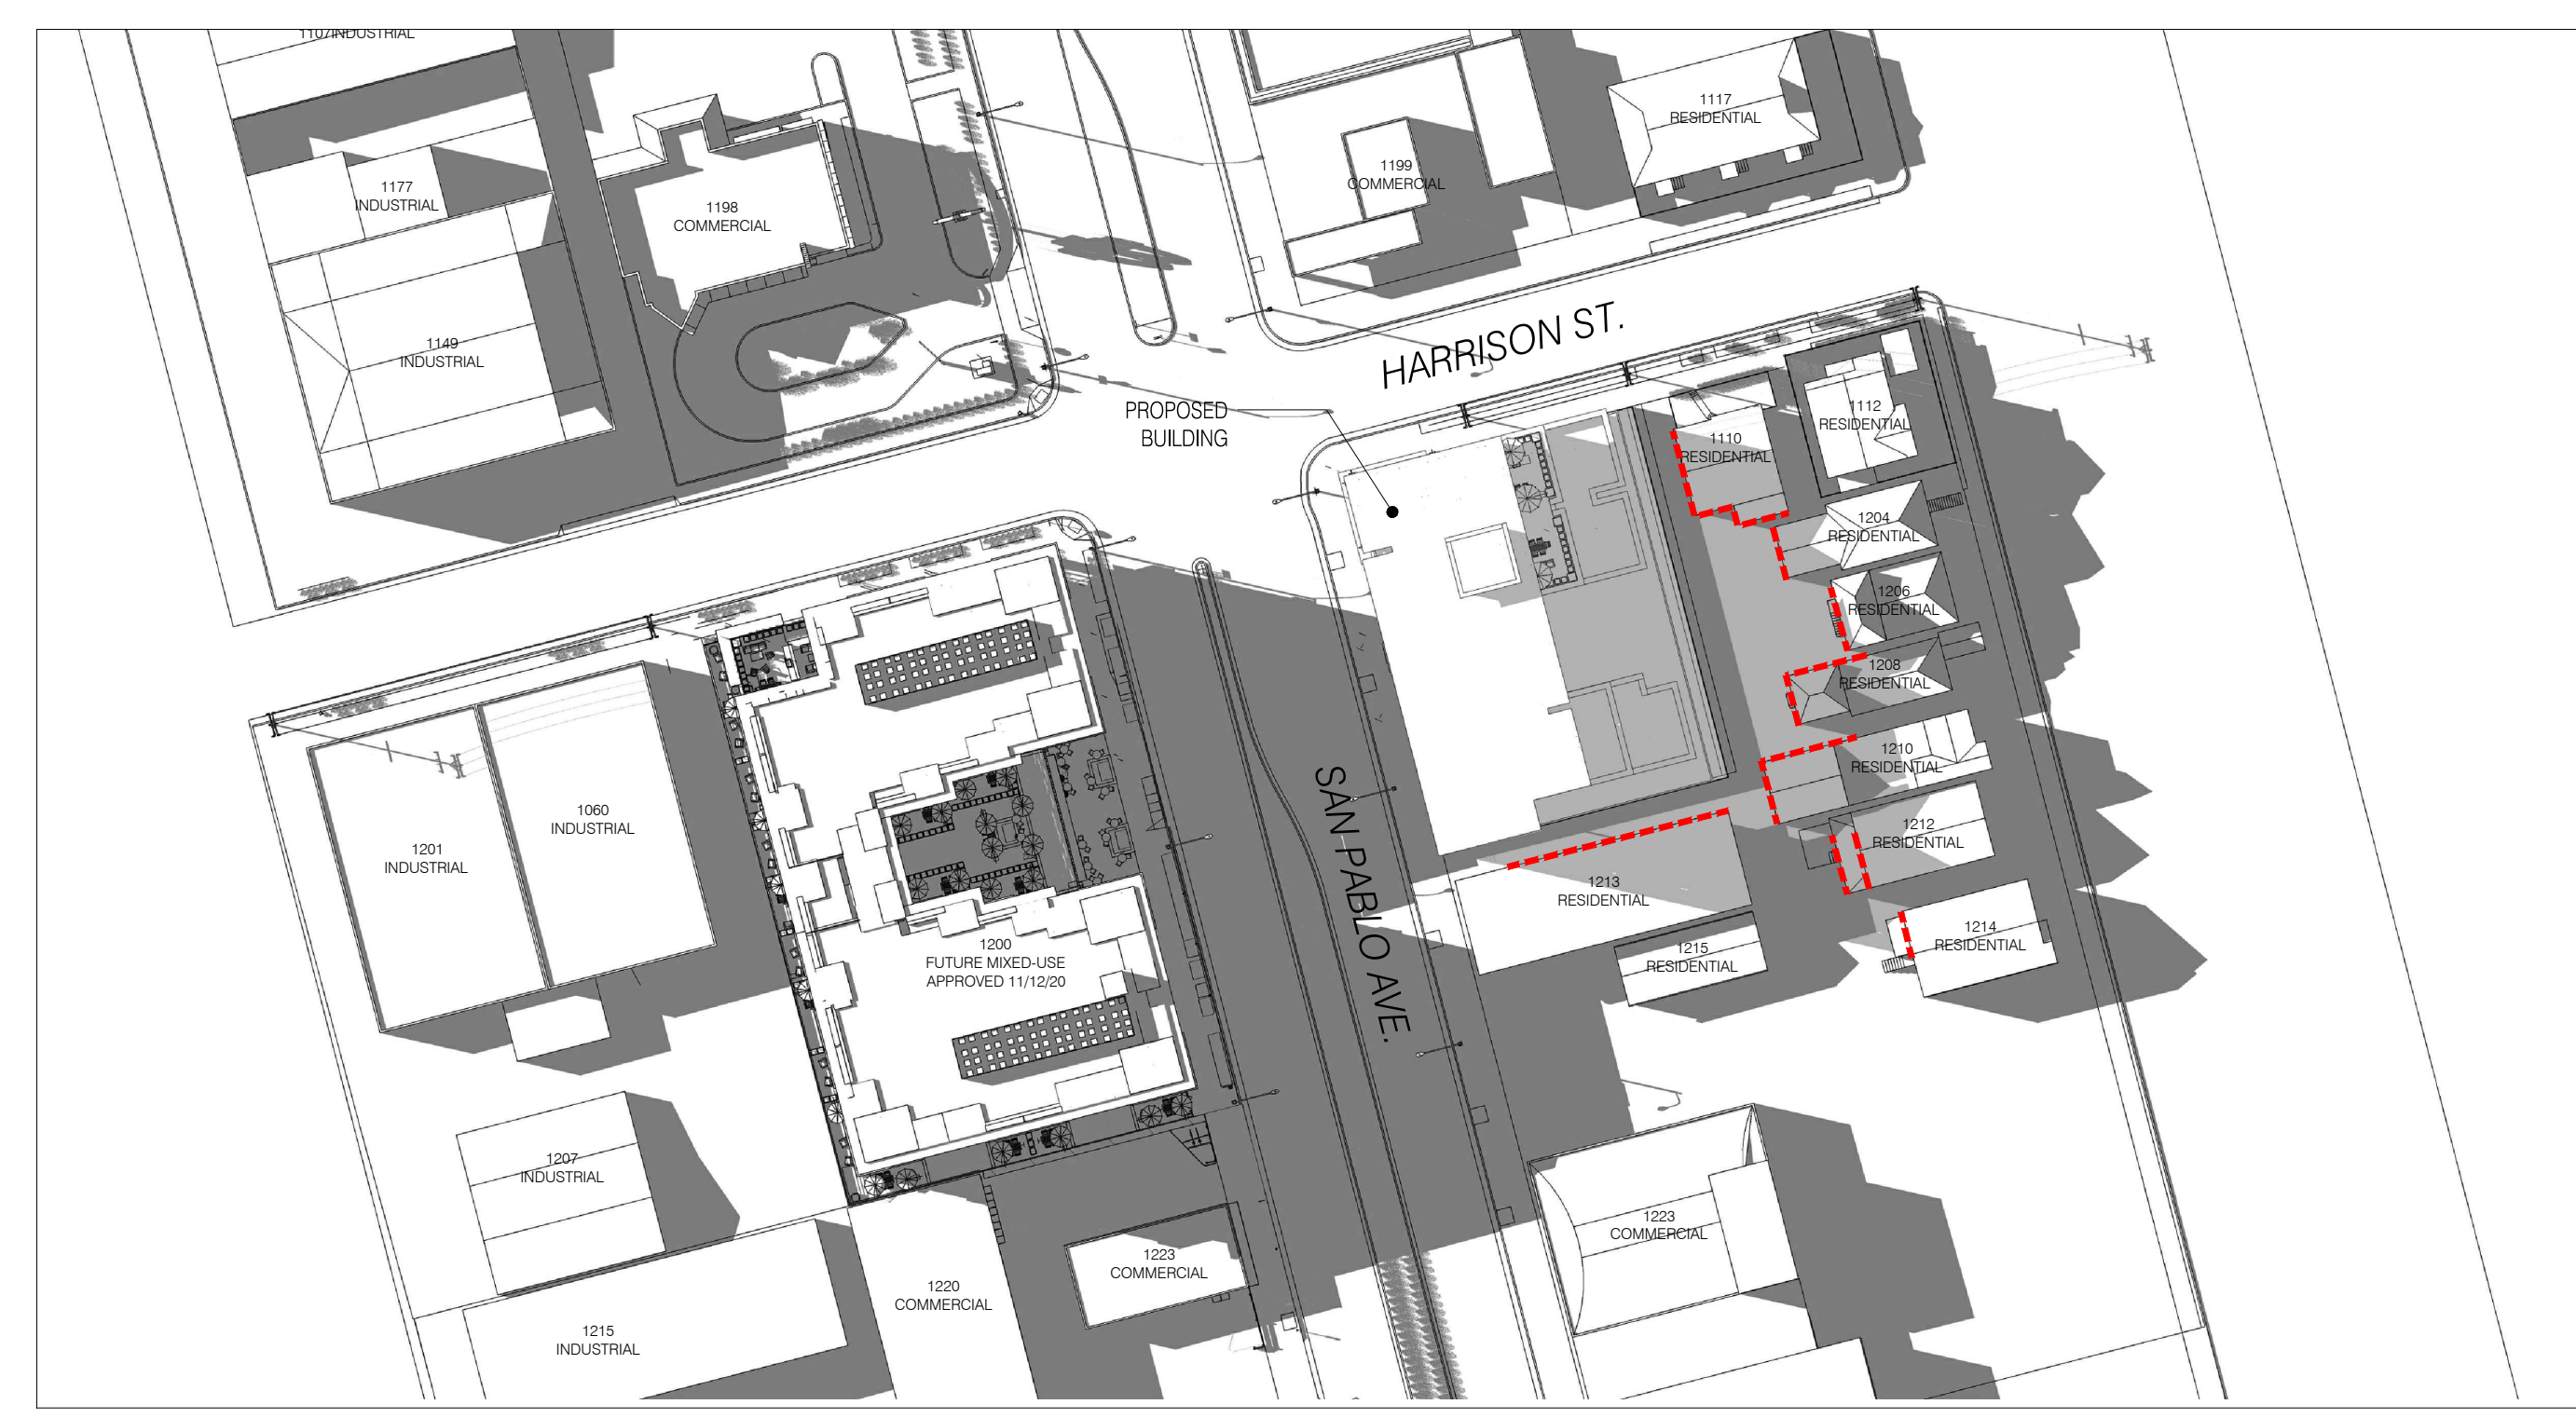 1107INDUSTRIAL
1117
RESIDENTIAL
1177
INDUSTRIAL
1198
COMMERCIAL
1199
COMMERCIAL
1149
INDUSTRIAL
HARRISON ST.
PROPOSED
BUILDING
1110
RESIDENTIAL
1112
RESIDENTIAL
1204
RESIDENTIAL
1206
RESIDENTIAL
1208
RESIDENTIAL
1210
RESIDENTIAL
1212
RESIDENTIAL
1213
RESIDENTIAL
1214
RESIDENTIAL
1215
RESIDENTIAL
SAN PABLO AVE.
1201
INDUSTRIAL
1060
INDUSTRIAL
1200
FUTURE MIXED-USE
APPROVED 11/12/20
1207
INDUSTRIAL
1215
INDUSTRIAL
1220
COMMERCIAL
1223
COMMERCIAL
1223
COMMERCIAL